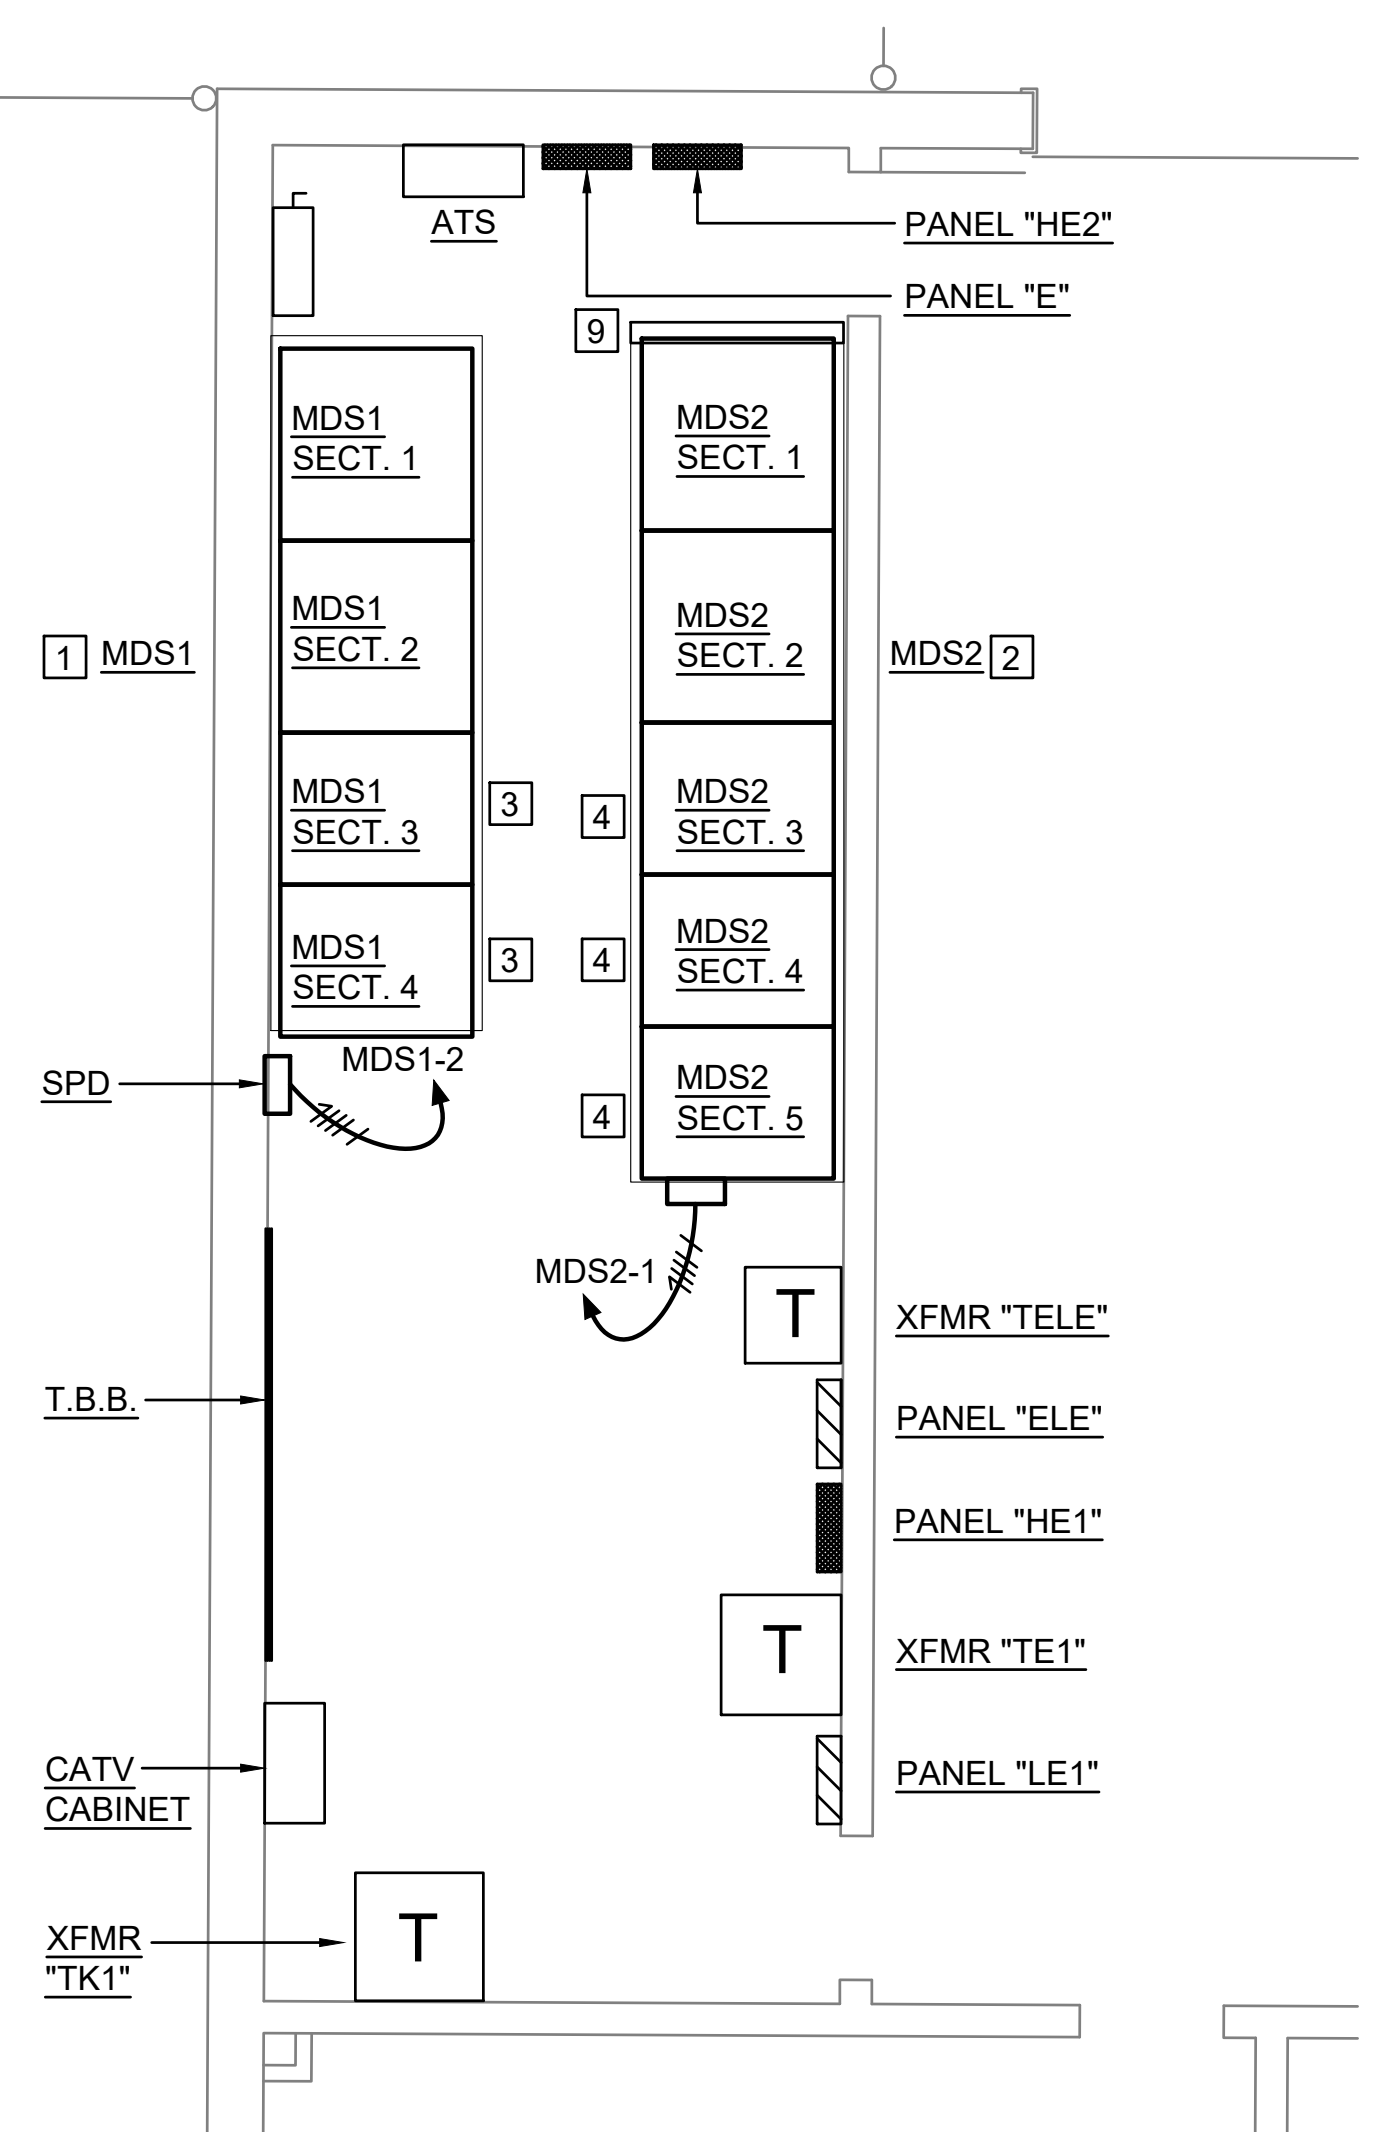 ATS
PANEL "HE2"
PANEL "E"
9
MDS1
SECT. 1
MDS2
SECT. 1
MDS1
SECT. 2
MDS2
SECT. 2
1 MDS1
MDS2 2
MDS1
SECT. 3
3
4
MDS2
SECT. 3
MDS1
SECT. 4
3
4
MDS2
SECT. 4
MDS1-2
SPD
4
MDS2
SECT. 5
MDS2-1
T
XFMR "TELE"
T.B.B.
PANEL "ELE"
PANEL "HE1"
T
XFMR "TE1"
CATV
CABINET
PANEL "LE1"
XFMR
"TK1"
T